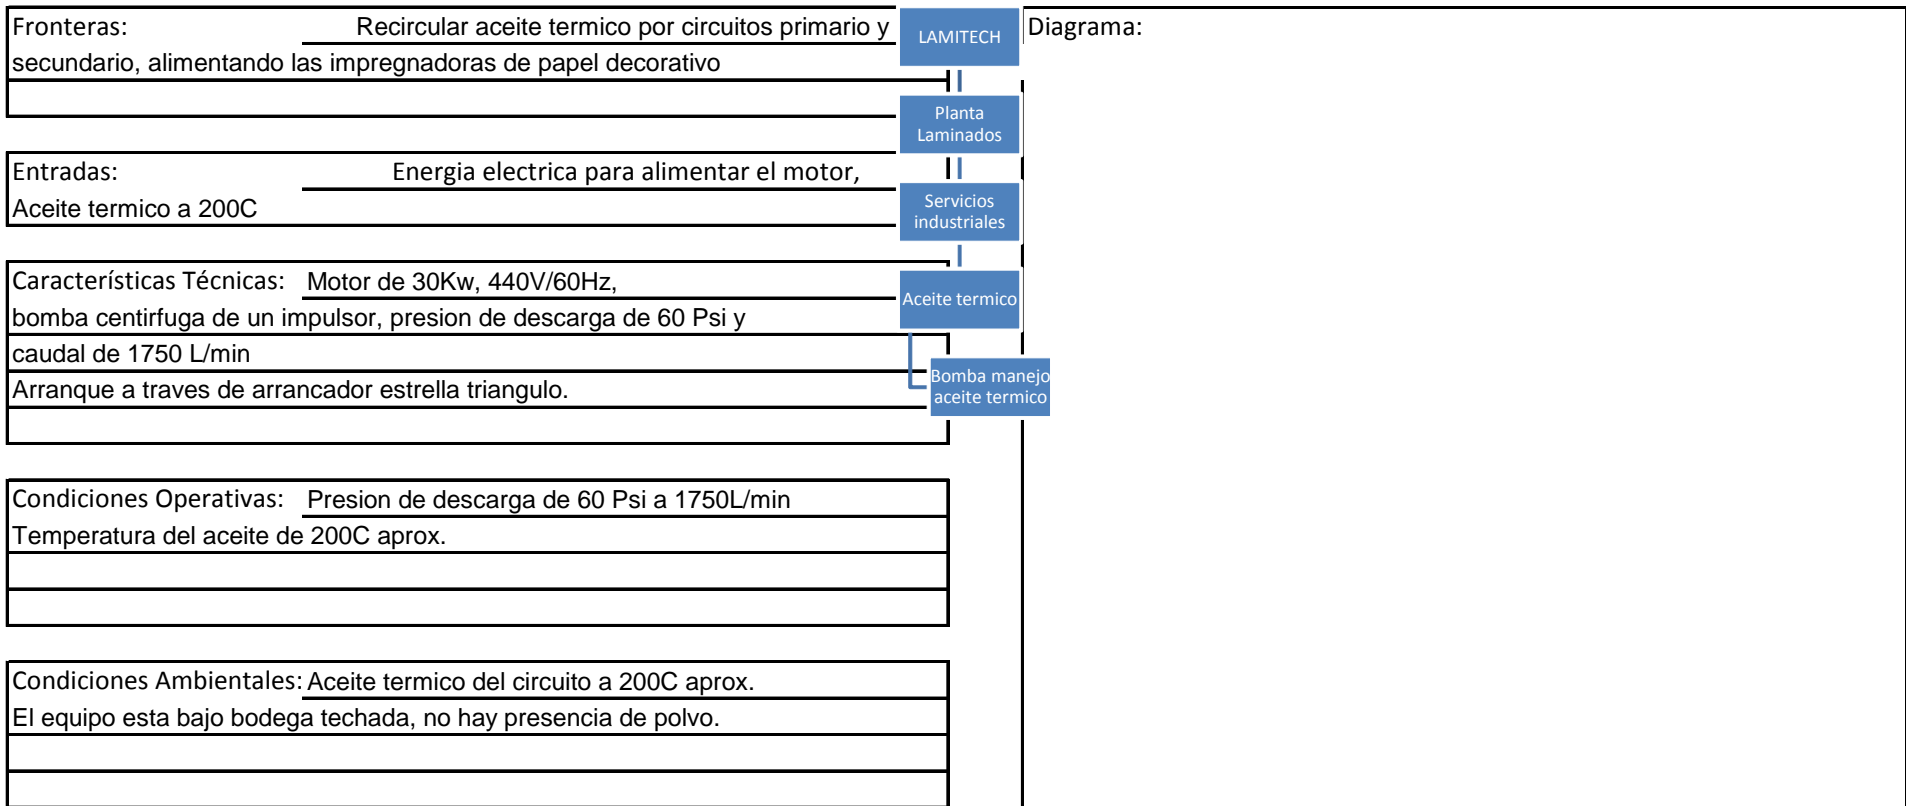 Fronteras: Recircular aceite termico por circuitos primario y
secundario, alimentando las impregnadoras de papel decorativo
Entradas: Energia electrica para alimentar el motor,
Aceite termico a 200C
Características Técnicas: Motor de 30Kw, 440V/60Hz,
bomba centirfuga de un impulsor, presion de descarga de 60 Psi y
caudal de 1750 L/min
Arranque a traves de arrancador estrella triangulo.
Condiciones Operativas: Presion de descarga de 60 Psi a 1750L/min
Temperatura del aceite de 200C aprox.
Condiciones Ambientales: Aceite termico del circuito a 200C aprox.
El equipo esta bajo bodega techada, no hay presencia de polvo.
LAMITECH
Planta
Laminados
Servicios
industriales
Aceite termico
Bomba manejo
aceite termico
Diagrama: